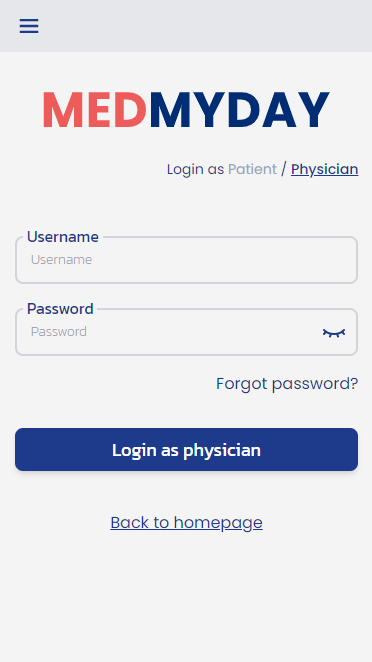 MEDMYDAY
Login as Patient / Physician
Username
Username
Password
Password
Forgot password?
Login as physician
Back to homepage